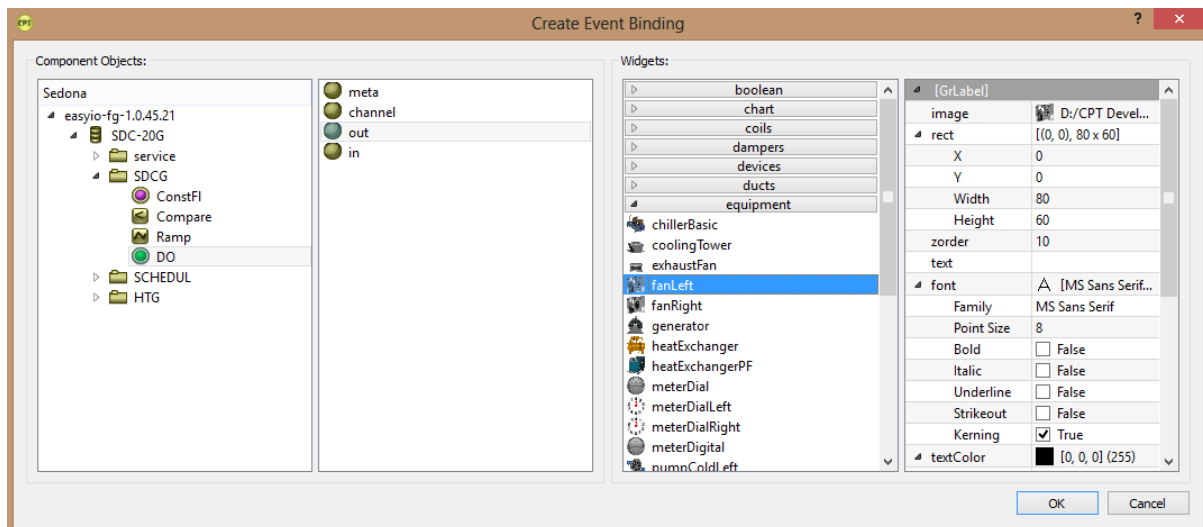 CPT
Create Event Binding
?
×
Component Objects:
Sedona
easyio-fg-1.0.45.21
SDC-20G
service
SDCG
ConstFl
Compare
Ramp
DO
SCHEDUL
HTG
meta
channel
out
in
Widgets:
boolean
chart
coils
dampers
devices
ducts
equipment
chillerBasic
coolingTower
exhaustFan
fanLeft
fanRight
generator
heatExchanger
heatExchangerPF
meterDial
meterDialLeft
meterDialRight
meterDigital
pumpColdLeft
[GrLabel]
image D:/CPT Devel...
rect [(0, 0), 80 x 60]
X 0
Y 0
Width 80
Height 60
zorder 10
text
font A [MS Sans Serif...
Family MS Sans Serif
Point Size 8
Bold False
Italic False
Underline False
Strikeout False
Kerning True
textColor [0, 0, 0] (255)
OK
Cancel